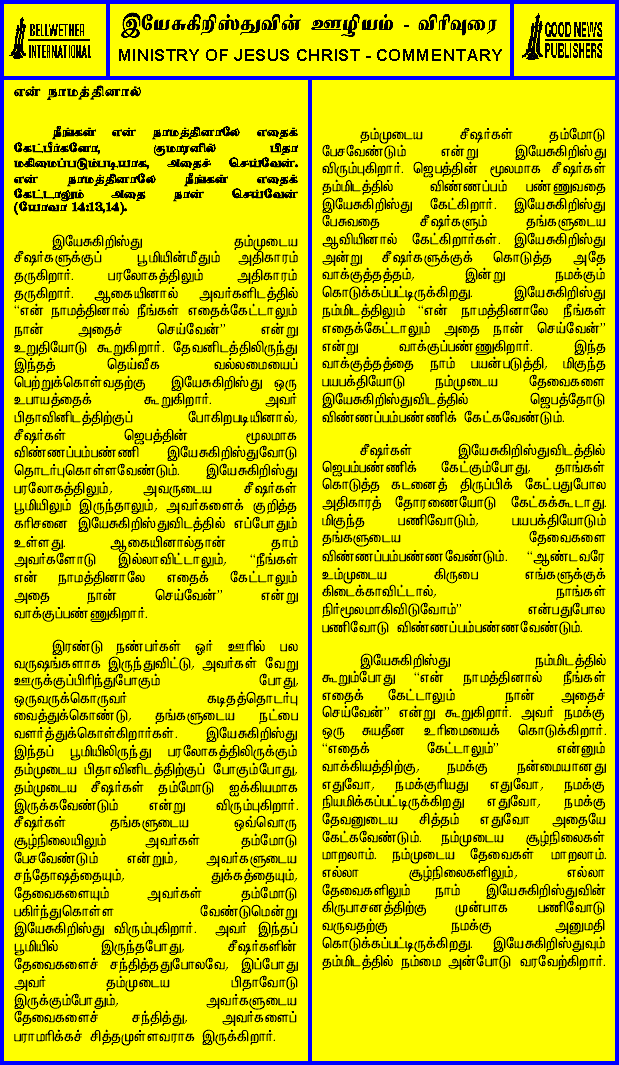 BELLWETHER
INTERNATIONAL
இயேசுகிறிஸ்துவின் ஊழியம் - விரிவுரை
MINISTRY OF JESUS CHRIST - COMMENTARY
GOOD NEWS
PUBLISHERS
என் நாமத்தினால்
நீங்கள் என் நாமத்தினாலே எதைக்
கேட்பீர்களோ, குமாரனில் பிதா
மகிமைப்படும்படியாக, அதைச் செய்வேன்.
என் நாமத்தினாலே நீங்கள் எதைக்
கேட்டாலும் அதை நான் செய்வேன்
(யோவா 14:13,14).
இயேசுகிறிஸ்து தம்முடைய
சீஷர்களுக்குப் பூமியின்மீதும் அதிகாரம்
தருகிறார். பரலோகத்திலும் அதிகாரம்
தருகிறார். ஆகையினால் அவர்களிடத்தில்
“என் நாமத்தினால் நீங்கள் எதைக்கேட்டாலும்
நான் அதைச் செய்வேன்” என்று
உறுதியோடு கூறுகிறார். தேவனிடத்திலிருந்து
இந்தத் தெய்வீக வல்லமையைப்
பெற்றுக்கொள்வதற்கு இயேசுகிறிஸ்து ஒரு
உபாயத்தைக் கூறுகிறார். அவர்
பிதாவினிடத்திற்குப் போகிறபடியினால்,
சீஷர்கள் ஜெபத்தின் மூலமாக
விண்ணப்பம்பண்ணி இயேசுகிறிஸ்துவோடு
தொடர்புகொள்ளவேண்டும். இயேசுகிறிஸ்து
பரலோகத்திலும், அவருடைய சீஷர்கள்
பூமியிலும் இருந்தாலும், அவர்களைக் குறித்த
கரிசனை இயேசுகிறிஸ்துவிடத்தில் எப்போதும்
உள்ளது. ஆகையினால்தான் தாம்
அவர்களோடு இல்லாவிட்டாலும், “நீங்கள்
என் நாமத்தினாலே எதைக் கேட்டாலும்
அதை நான் செய்வேன்” என்று
வாக்குப்பண்ணுகிறார்.
இரண்டு நண்பர்கள் ஓர் ஊரில் பல
வருஷங்களாக இருந்துவிட்டு, அவர்கள் வேறு
ஊருக்குப்பிரிந்துபோகும் போது,
ஒருவருக்கொருவர் கடிதத்தொடர்பு
வைத்துக்கொண்டு, தங்களுடைய நட்பை
வளர்த்துக்கொள்கிறார்கள். இயேசுகிறிஸ்து
இந்தப் பூமியிலிருந்து பரலோகத்திலிருக்கும்
தம்முடைய பிதாவினிடத்திற்குப் போகும்போது,
தம்முடைய சீஷர்கள் தம்மோடு ஐக்கியமாக
இருக்கவேண்டும் என்று விரும்புகிறார்.
சீஷர்கள் தங்களுடைய ஒவ்வொரு
சூழ்நிலையிலும் அவர்கள் தம்மோடு
பேசவேண்டும் என்றும், அவர்களுடைய
சந்தோஷத்தையும், துக்கத்தையும்,
தேவைகளையும் அவர்கள் தம்மோடு
பகிர்ந்துகொள்ள வேண்டுமென்று
இயேசுகிறிஸ்து விரும்புகிறார். அவர் இந்தப்
பூமியில் இருந்தபோது, சீஷர்களின்
தேவைகளைச் சந்தித்ததுபோலவே, இப்போது
அவர் தம்முடைய பிதாவோடு
இருக்கும்போதும், அவர்களுடைய
தேவைகளைச் சந்தித்து, அவர்களைப்
பராமரிக்கச் சித்தமுள்ளவராக இருக்கிறார்.
தம்முடைய சீஷர்கள் தம்மோடு
பேசவேண்டும் என்று இயேசுகிறிஸ்து
விரும்புகிறார். ஜெபத்தின் மூலமாக சீஷர்கள்
தம்மிடத்தில் விண்ணப்பம் பண்ணுவதை
இயேசுகிறிஸ்து கேட்கிறார். இயேசுகிறிஸ்து
பேசுவதை சீஷர்களும் தங்களுடைய
ஆவியினால் கேட்கிறார்கள். இயேசுகிறிஸ்து
அன்று சீஷர்களுக்குக் கொடுத்த அதே
வாக்குத்தத்தம், இன்று நமக்கும்
கொடுக்கப்பட்டிருக்கிறது. இயேசுகிறிஸ்து
நம்மிடத்திலும் “என் நாமத்தினாலே நீங்கள்
எதைக்கேட்டாலும் அதை நான் செய்வேன்”
என்று வாக்குப்பண்ணுகிறார். இந்த
வாக்குத்தத்தை நாம் பயன்படுத்தி, மிகுந்த
பயபக்தியோடு நம்முடைய தேவைகளை
இயேசுகிறிஸ்துவிடத்தில் ஜெபத்தோடு
விண்ணப்பம்பண்ணிக் கேட்கவேண்டும்.
சீஷர்கள் இயேசுகிறிஸ்துவிடத்தில்
ஜெபம்பண்ணிக் கேட்கும்போது, தாங்கள்
கொடுத்த கடனைத் திருப்பிக் கேட்பதுபோல
அதிகாரத் தோரணையோடு கேட்கக்கூடாது.
மிகுந்த பணிவோடும், பயபக்தியோடும்
தங்களுடைய தேவைகளை
விண்ணப்பம்பண்ணவேண்டும். “ஆண்டவரே
உம்முடைய கிருபை எங்களுக்குக்
கிடைக்காவிட்டால், நாங்கள்
நிர்மூலமாகிவிடுவோம்” என்பதுபோல
பணிவோடு விண்ணப்பம்பண்ணவேண்டும்.
இயேசுகிறிஸ்து நம்மிடத்தில்
கூறும்போது “என் நாமத்தினால் நீங்கள்
எதைக் கேட்டாலும் நான் அதைச்
செய்வேன்” என்று கூறுகிறார். அவர் நமக்கு
ஒரு சுயதீன உரிமையைக் கொடுக்கிறார்.
“எதைக் கேட்டாலும்” என்னும்
வாக்கியத்திற்கு, நமக்கு நன்மையானது
எதுவோ, நமக்குரியது எதுவோ, நமக்கு
நியமிக்கப்பட்டிருக்கிறது எதுவோ, நமக்கு
தேவனுடைய சித்தம் எதுவோ அதையே
கேட்கவேண்டும். நம்முடைய சூழ்நிலைகள்
மாறலாம். நம்முடைய தேவைகள் மாறலாம்.
எல்லா சூழ்நிலைகளிலும், எல்லா
தேவைகளிலும் நாம் இயேசுகிறிஸ்துவின்
கிருபாசனத்திற்கு முன்பாக பணிவோடு
வருவதற்கு நமக்கு அனுமதி
கொடுக்கப்பட்டிருக்கிறது. இயேசுகிறிஸ்துவும்
தம்மிடத்தில் நம்மை அன்போடு வரவேற்கிறார்.